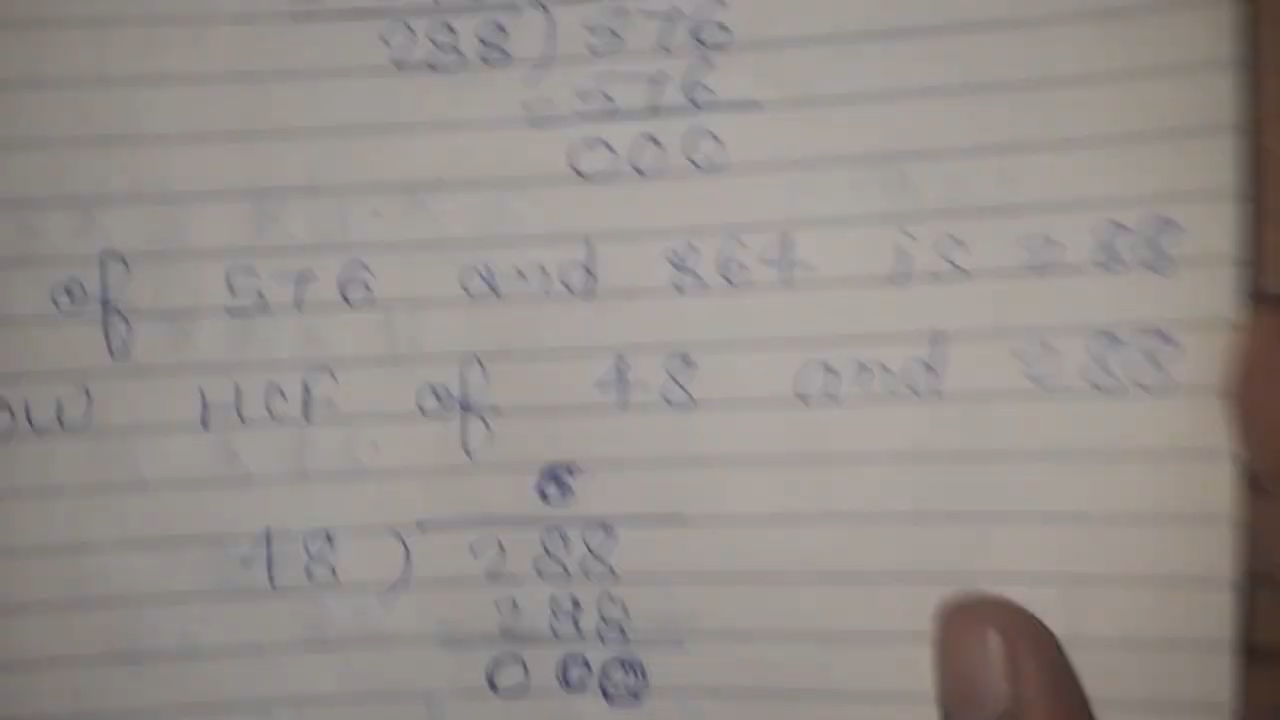 288 ) 576
- 576
000
of 576 and 864 is 288
ow HCF of 48 and 288
6
48 ) 288
288
000